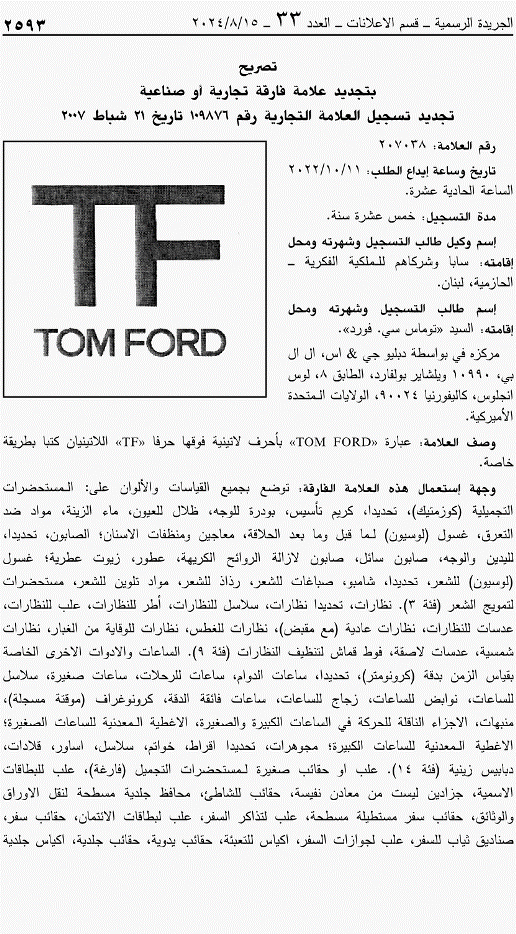 الجريدة الرسمية ــ قسم الاعلانات ــ العدد ٣٣ ــ ٢٠٢٤/٨/١٥
٢٥٩٣
تصريح
بتجديد علامة فارقة تجارية أو صناعية
تجديد تسجيل العلامة التجارية رقم ١٠٩٨٧٦ تاريخ ٢١ شباط ٢٠٠٧
رقم العلامة: ٢٠٧٠٣٨
تاريخ وساعة إيداع الطلب: ٢٠٢٢/١٠/١١
الساعة الحادية عشرة.
مدة التسجيل: خمس عشرة سنة.
إسم وكيل طالب التسجيل وشهرته ومحل
إقامته: سابا وشركاهم للملكية الفكرية ــ
الحازمية، لبنان.
إسم طالب التسجيل وشهرته ومحل
إقامته: السيد «توماس سي. فورد».
مركزه في بواسطة دبليو جي & اس، ال ال
بي، ١٠٩٩٠ ويلشاير بولفارد، الطابق ٨، لوس
انجلوس، كاليفورنيا ٩٠٠٢٤، الولايات المتحدة
الأميركية.
TF
TOM FORD
وصف العلامة: عبارة «TOM FORD» بأحرف لاتينية فوقها حرفا «TF» اللاتينيان كتبا بطريقة
خاصة.
وجهة إستعمال هذه العلامة الفارقة: توضع بجميع القياسات والألوان على: المستحضرات
التجميلية (كوزمتيك)، تحديدا، كريم تأسيس، بودرة للوجه، ظلال للعيون، ماء الزينة، مواد ضد
التعرق، غسول (لوسيون) لما قبل وما بعد الحلاقة، معاجين ومنظفات الاسنان؛ الصابون، تحديدا،
لليدين والوجه، صابون سائل، صابون لازالة الروائح الكريهة، عطور، زيوت عطرية؛ غسول
(لوسيون) للشعر، تحديدا، شامبو، صباغات للشعر، رذاذ للشعر، مواد تلوين للشعر، مستحضرات
لتمويج الشعر (فئة ٣). نظارات، تحديدا نظارات، سلاسل للنظارات، أطر للنظارات، علب للنظارات،
عدسات للنظارات، نظارات عادية (مع مقبض)، نظارات للغطس، نظارات للوقاية من الغبار، نظارات
شمسية، عدسات لاصقة، فوط قماش لتنظيف النظارات (فئة ٩). الساعات والادوات الاخرى الخاصة
بقياس الزمن بدقة (كرونومتر)، تحديدا، ساعات الدوام، ساعات للرحلات، ساعات صغيرة، سلاسل
للساعات، نوابض للساعات، زجاج للساعات، ساعات فائقة الدقة، كرونوغراف (موقتة مسجلة)،
منبهات، الاجزاء الناقلة للحركة في الساعات الكبيرة والصغيرة، الاغطية المعدنية للساعات الصغيرة؛
الاغطية المعدنية للساعات الكبيرة؛ مجوهرات، تحديدا اقراط، خواتم، سلاسل، اساور، قلادات،
دبابيس زينية (فئة ١٤). علب او حقائب صغيرة لمستحضرات التجميل (فارغة)، علب للبطاقات
الاسمية، جزادين ليست من معادن نفيسة، حقائب للشاطئ، محافظ جلدية مسطحة لنقل الاوراق
والوثائق، حقائب سفر مستطيلة مسطحة، علب لتذاكر السفر، علب لبطاقات الائتمان، حقائب سفر،
صناديق ثياب للسفر، علب لجوازات السفر، اكياس للتعبئة، حقائب يدوية، حقائب جلدية، اكياس جلدية